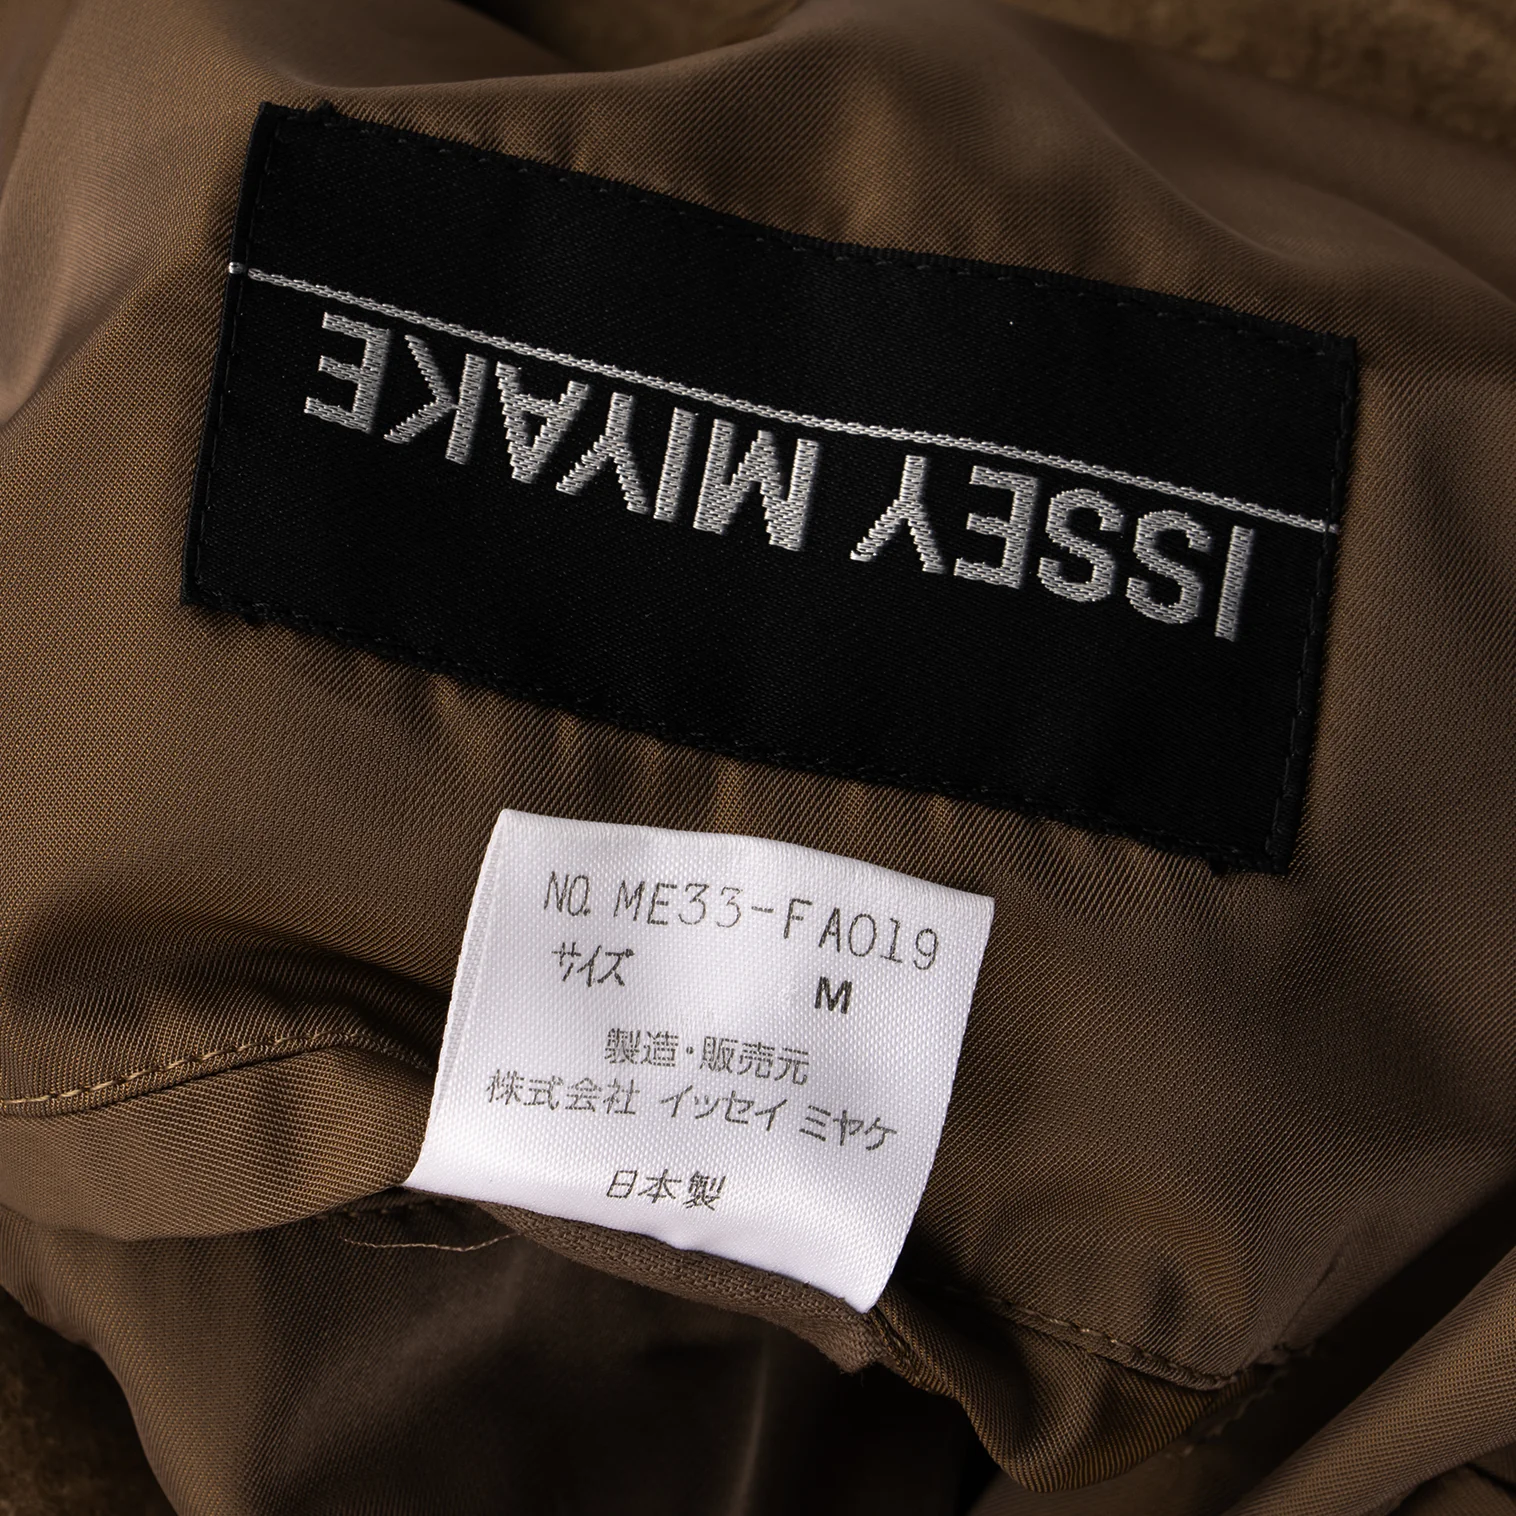 ISSEY MIYAKE
NO. ME33-FA019
サイズ M
製造・販売元
株式会社 イッセイ ミヤケ
日本製